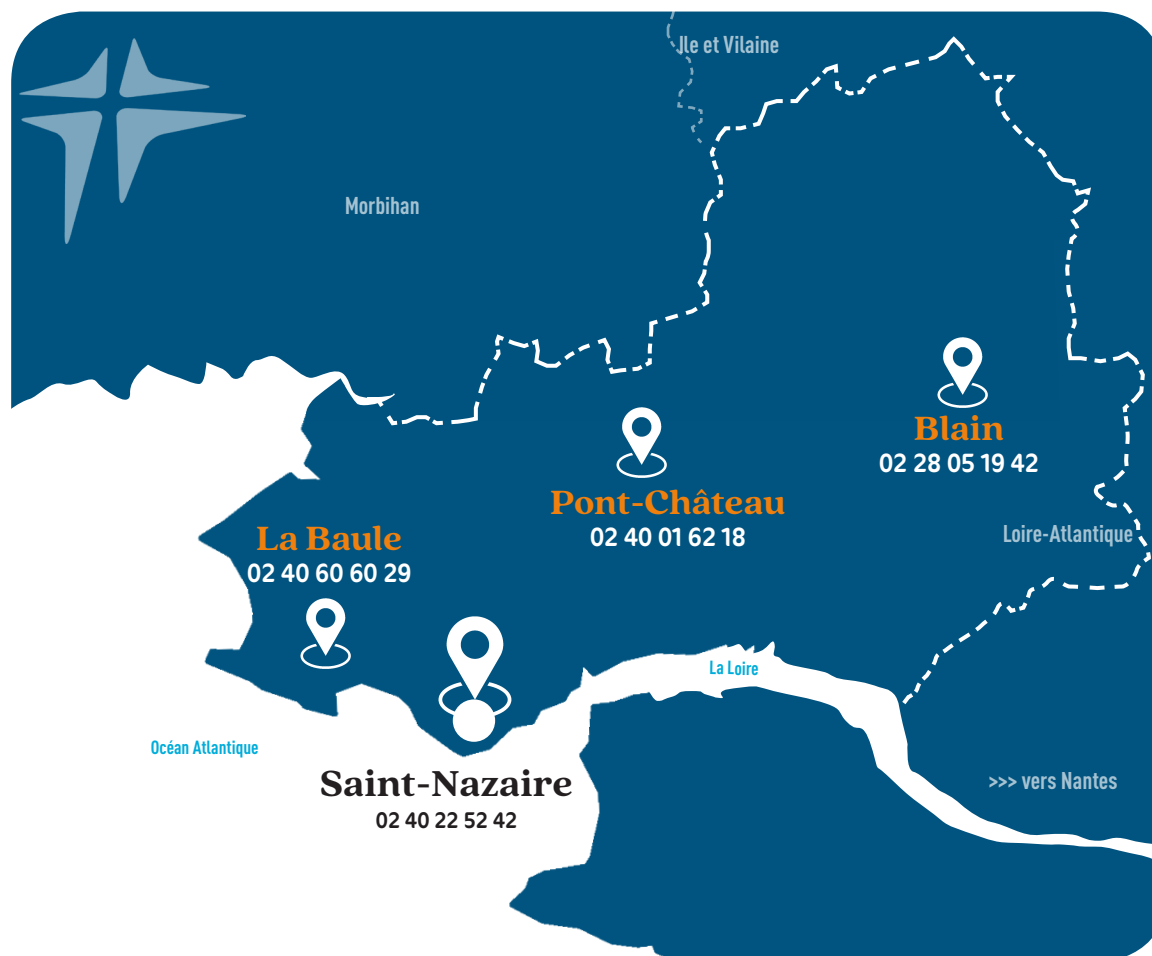 Ile et Vilaine
Morbihan
Blain
02 28 05 19 42
Pont-Château
02 40 01 62 18
Loire-Atlantique
La Baule
02 40 60 60 29
La Loire
Océan Atlantique
Saint-Nazaire
02 40 22 52 42
>>> vers Nantes